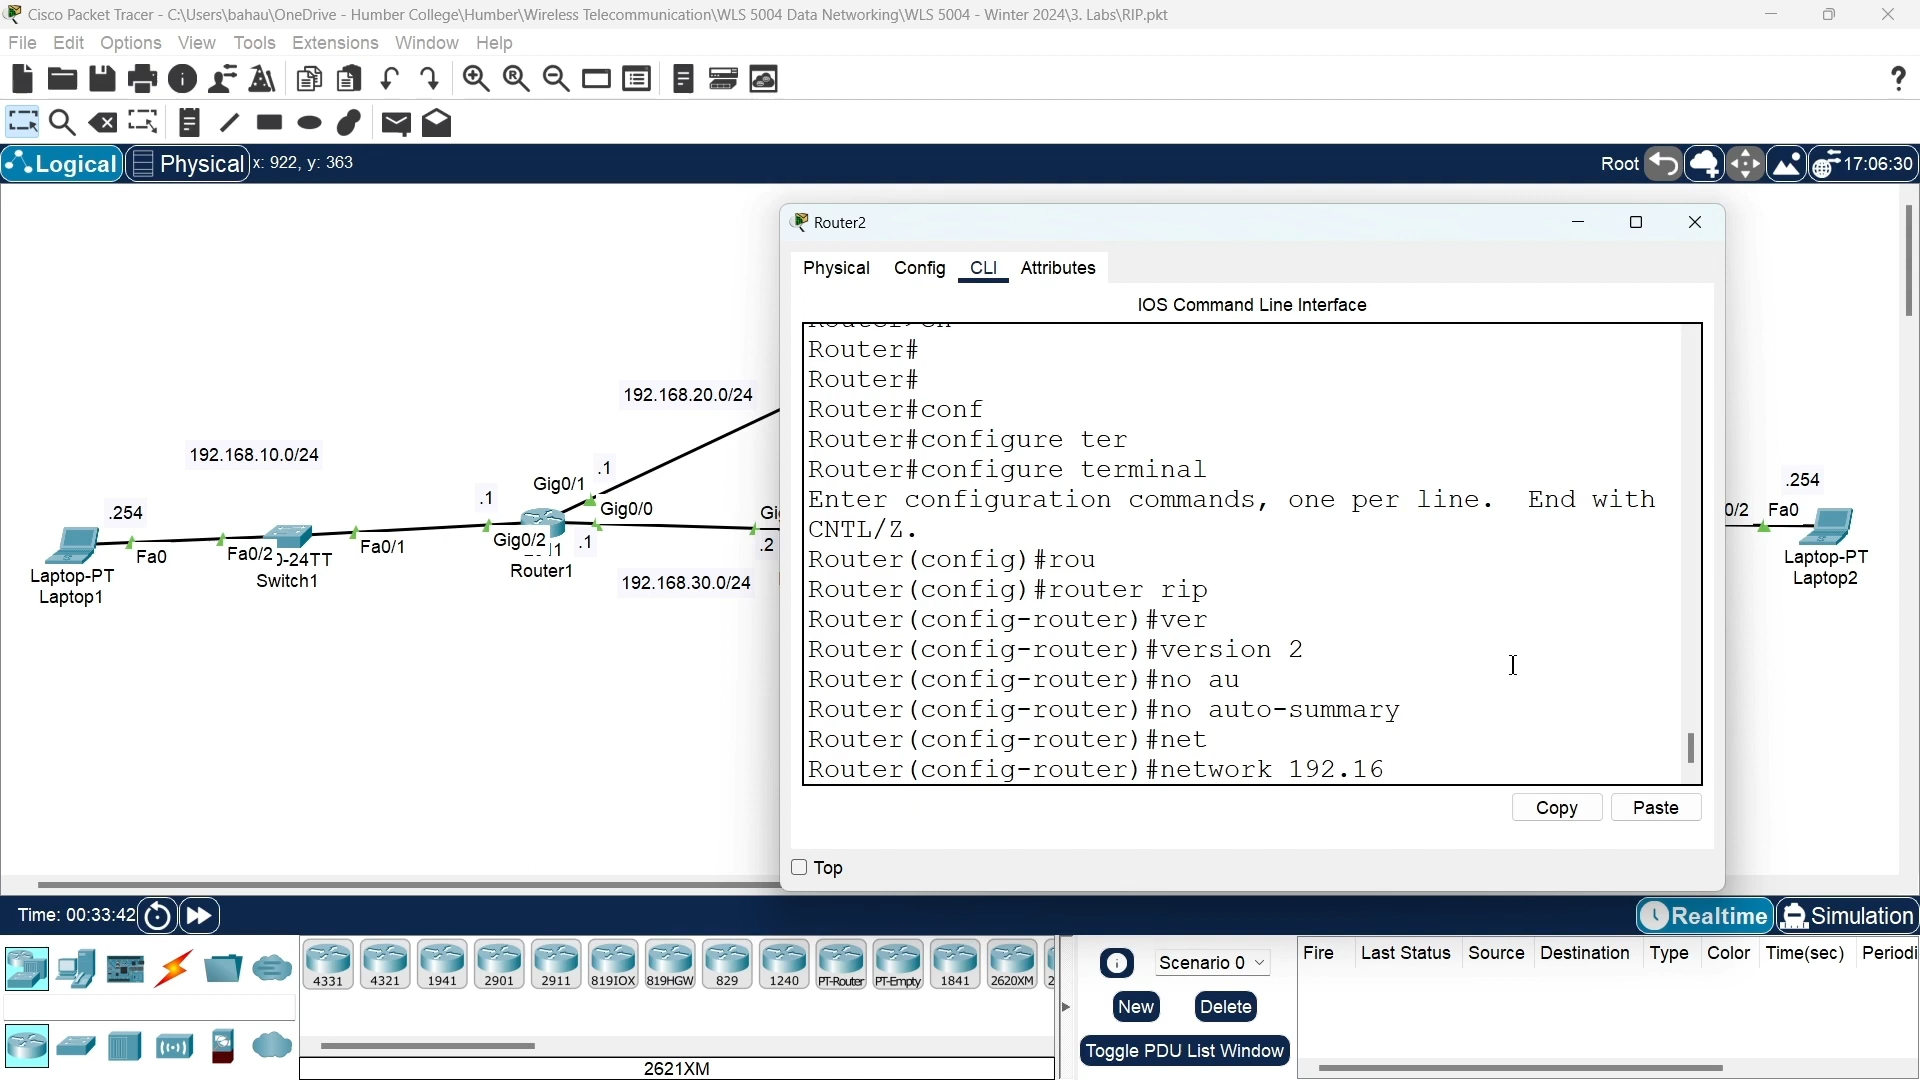 Cisco Packet Tracer - C:\Users\bahau\OneDrive - Humber College\Humber\Wireless Telecommunication\WLS 5004 Data Networking\WLS 5004 - Winter 2024\3. Labs\RIP.pkt
File Edit Options View Tools Extensions Window Help
Logical Physical x: 922, y: 363 Root 17:06:30
Router2
Physical Config CLI Attributes
IOS Command Line Interface
Router#
Router#
Router#conf
Router#configure ter
Router#configure terminal
Enter configuration commands, one per line. End with
CNTL/Z.
Router(config)#rou
Router(config)#router rip
Router(config-router)#ver
Router(config-router)#version 2
Router(config-router)#no au
Router(config-router)#no auto-summary
Router(config-router)#net
Router(config-router)#network 192.16
Copy Paste
Top
192.168.20.0/24
192.168.10.0/24
.1
Gig0/1
.1
Gig0/0
.254
Fa0
Fa0/2
Fa0/1
Gig0/2
.1
.2
-24TT
Switch1
Laptop-PT
Laptop1
Router1
192.168.30.0/24
.254
0/2 Fa0
Laptop-PT
Laptop2
Time: 00:33:42 Realtime Simulation
4331 4321 1941 2901 2911 819IOX 819HGW 829 1240 PT-Router PT-Empty 1841 2620XM
2621XM
Scenario 0
New Delete
Toggle PDU List Window
Fire Last Status Source Destination Type Color Time(sec) Periodi